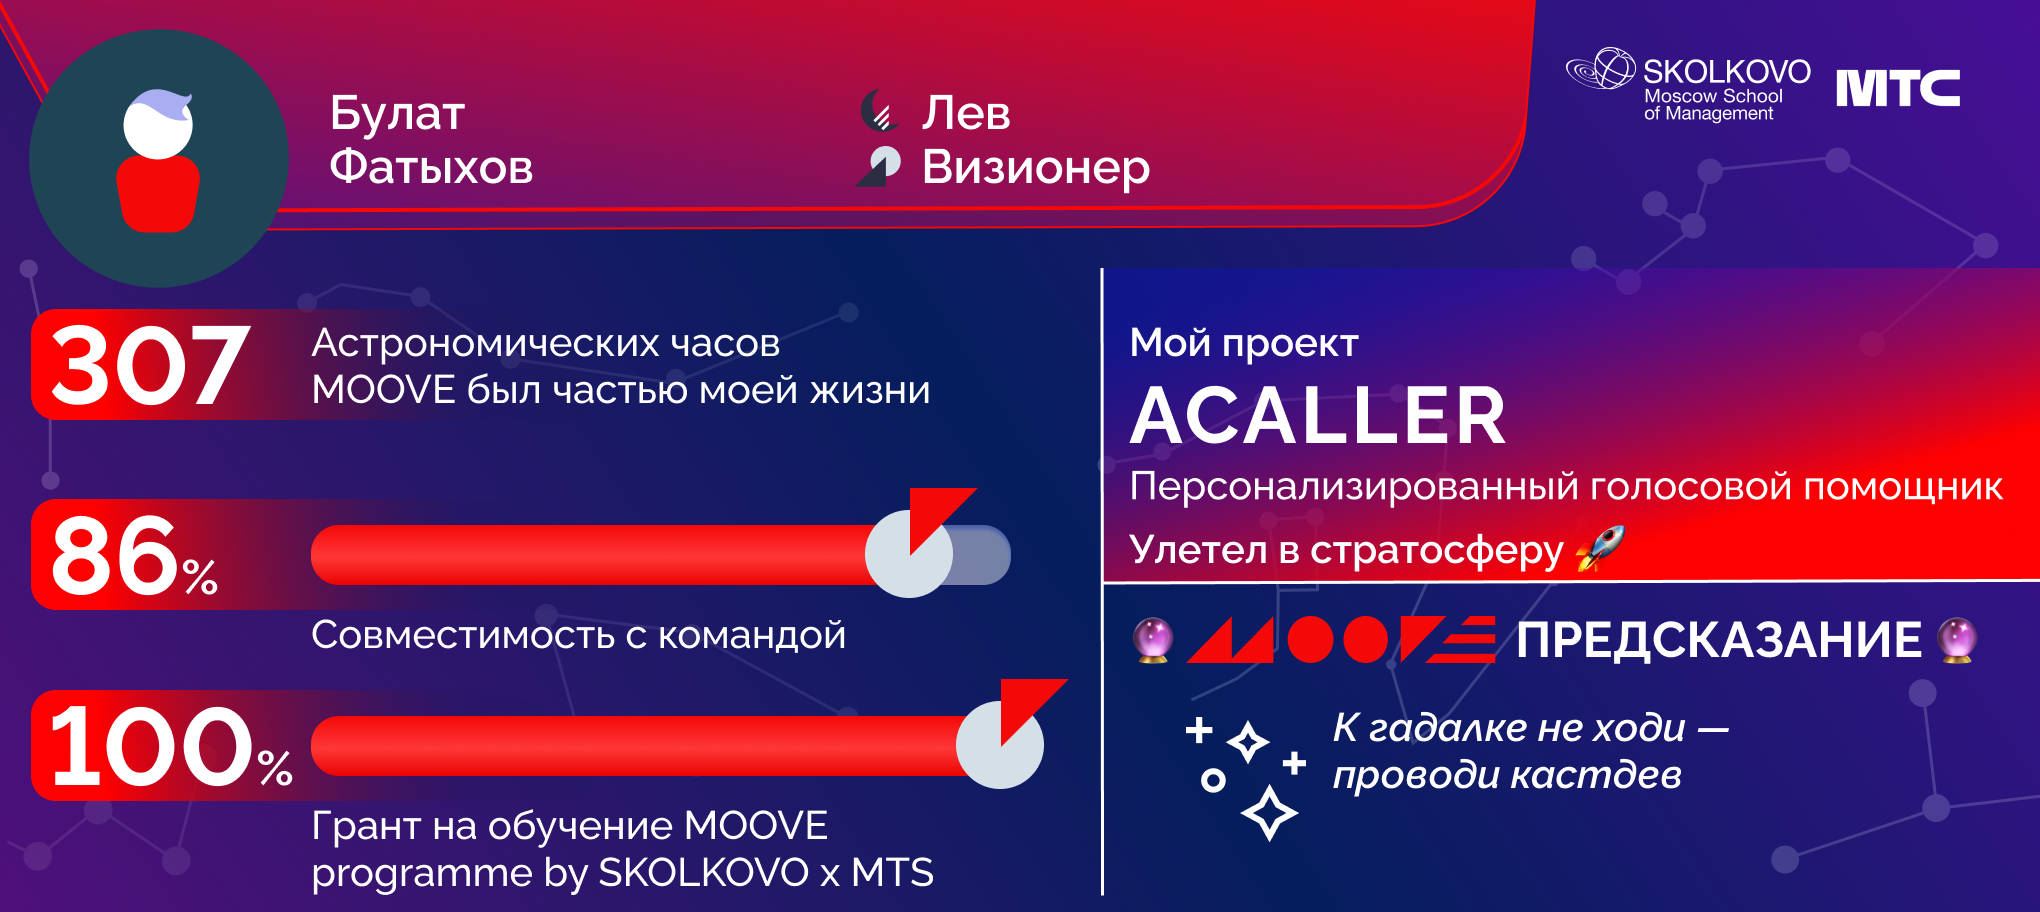 Булат
Фатыхов
Лев
Визионер
SKOLKOVO
Moscow School
of Management
МТС
307
Астрономических часов
MOOVE был частью моей жизни
86%
Совместимость с командой
100%
Грант на обучение MOOVE
programme by SKOLKOVO x MTS
Мой проект
ACALLER
Персонализированный голосовой помощник
Улетел в стратосферу
MOOVE ПРЕДСКАЗАНИЕ
К гадалке не ходи —
проводи кастдев